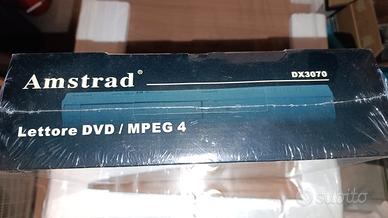 Amstrad®
DX3070
Lettore DVD / MPEG 4
subito